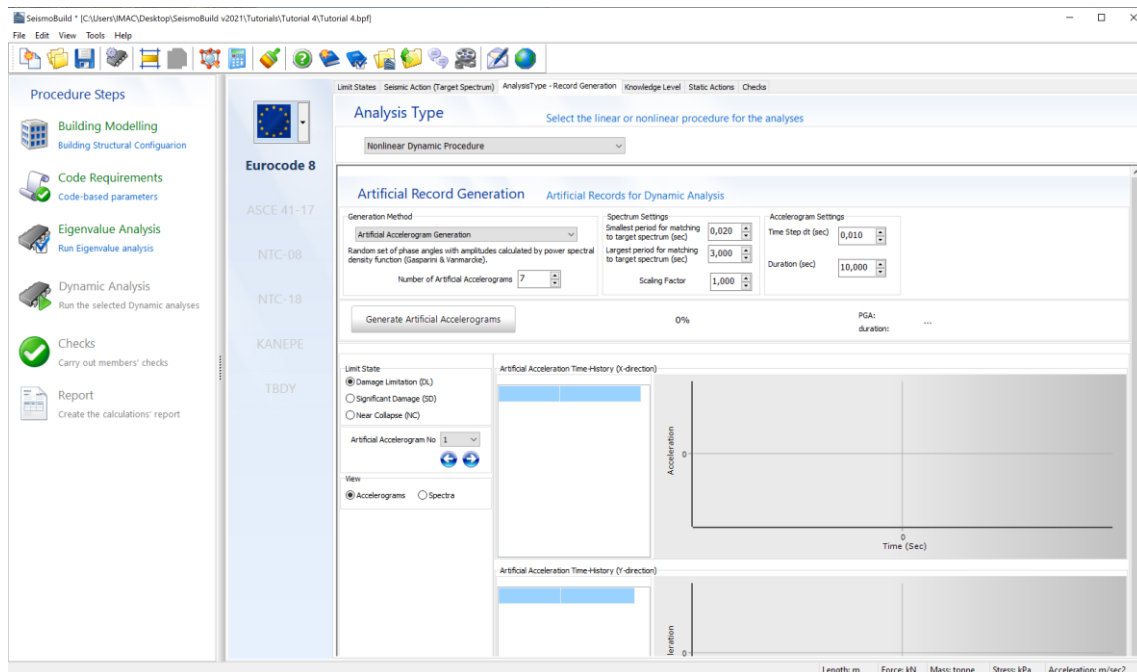 SeismoBuild * [C:\Users\IMAC\Desktop\SeismoBuild v2021\Tutorials\Tutorial 4\Tutorial 4.bpf]
File Edit View Tools Help
Procedure Steps
Building Modelling
Building Structural Configuarion
Code Requirements
Code-based parameters
Eigenvalue Analysis
Run Eigenvalue analysis
Dynamic Analysis
Run the selected Dynamic analyses
Checks
Carry out members' checks
Report
Create the calculations' report
Eurocode 8
ASCE 41-17
NTC-08
NTC-18
KANEPE
TBDY
Limit States Seismic Action (Target Spectrum) AnalysisType - Record Generation Knowledge Level Static Actions Checks
Analysis Type
Select the linear or nonlinear procedure for the analyses
Nonlinear Dynamic Procedure
Artificial Record Generation
Artificial Records for Dynamic Analysis
Generation Method
Artificial Accelerogram Generation
Random set of phase angles with amplitudes calculated by power spectral
density function (Gasparini & Vanmarcke).
Number of Artificial Accelerograms 7
Spectrum Settings
Smallest period for matching
to target spectrum (sec)
0,020
Largest period for matching
to target spectrum (sec)
3,000
Scaling Factor 1,000
Accelerogram Settings
Time Step dt (sec) 0,010
Duration (sec) 10,000
Generate Artificial Accelerograms
0%
PGA:
duration:
...
Limit State
Damage Limitation (DL)
Significant Damage (SD)
Near Collapse (NC)
Artificial Accelerogram No 1
View
Accelerograms Spectra
Artificial Acceleration Time-History (X-direction)
Acceleration
0
0
Time (Sec)
Artificial Acceleration Time-History (Y-direction)
leration
0
Length: m Force: kN Mass: tonne Stress: kPa Acceleration: m/sec2